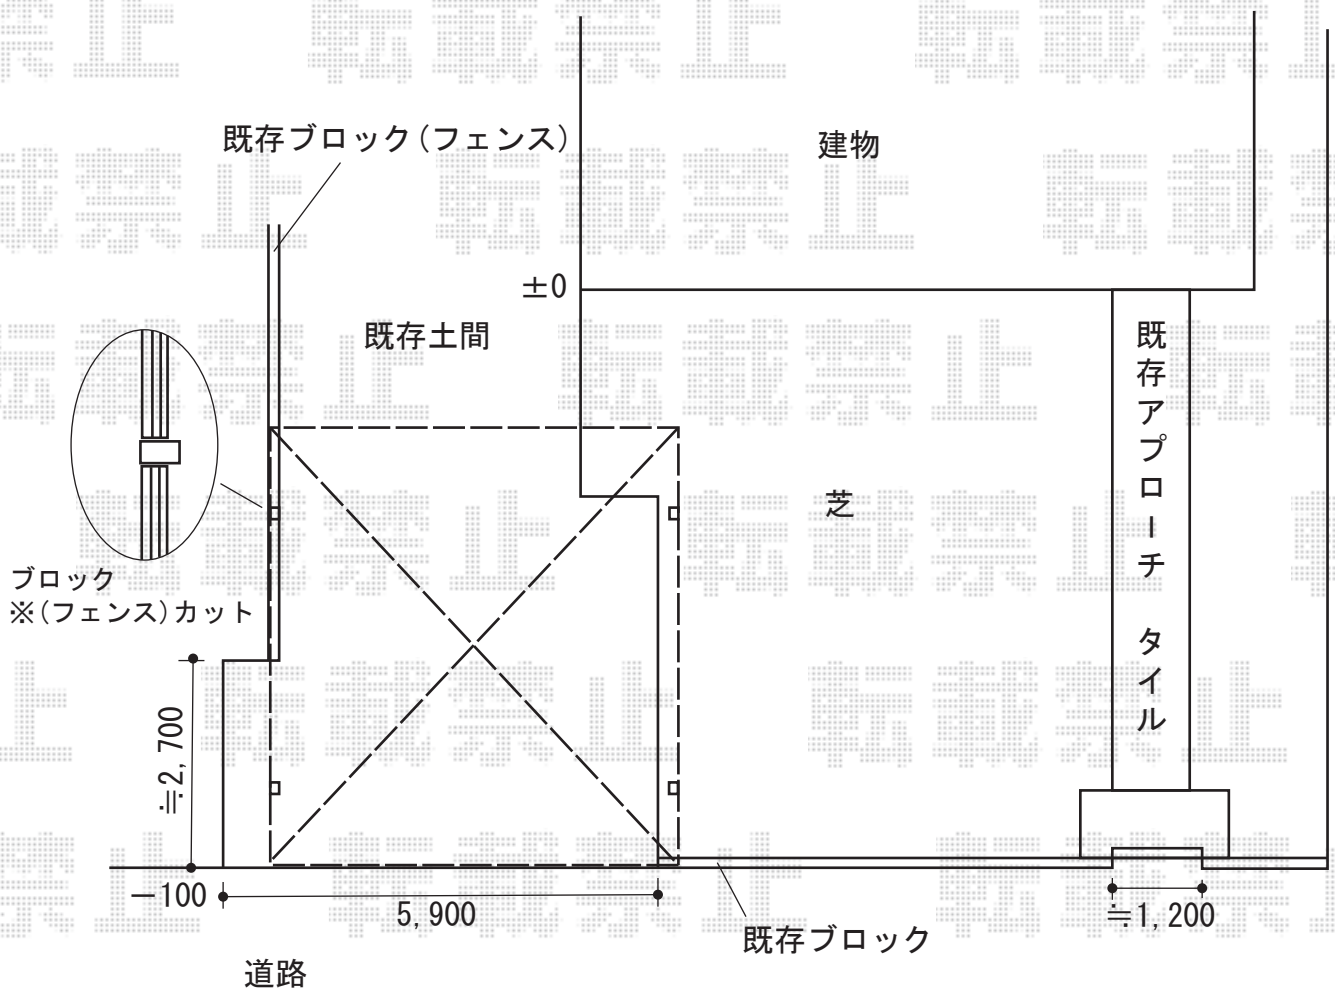 既存ブロック(フェンス)
建物
±0
既存土間
既存アプローチ タイル
芝
ブロック
※(フェンス)カット
≒2,700
－100
5,900
≒1,200
既存ブロック
道路
転載禁止